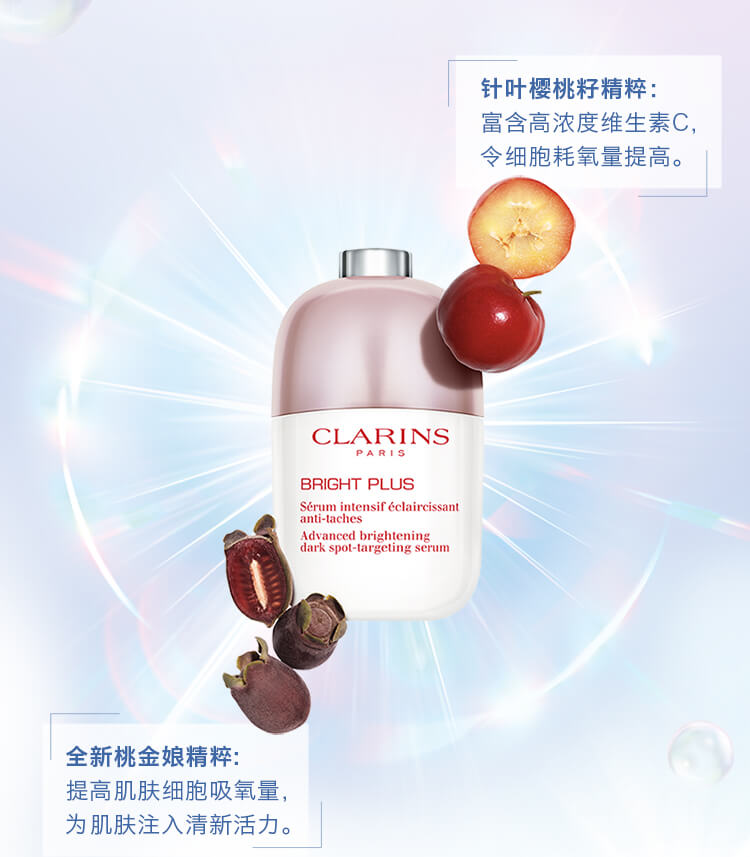 针叶樱桃籽精粹：
富含高浓度维生素C，
令细胞耗氧量提高。
CLARINS
PARIS
BRIGHT PLUS
Sérum intensif éclaircissant
anti-taches
Advanced brightening
dark spot-targeting serum
全新桃金娘精粹：
提高肌肤细胞吸氧量，
为肌肤注入清新活力。